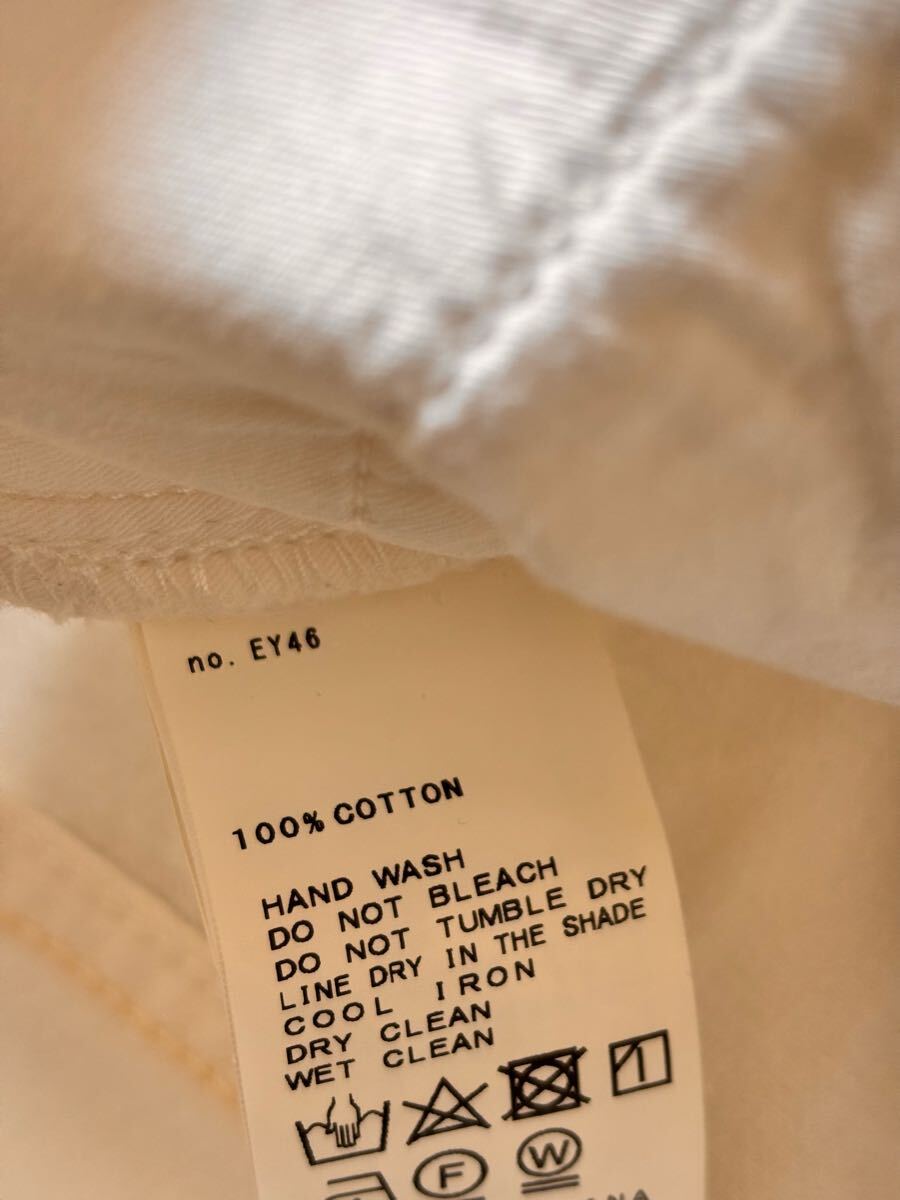 no. EY46
100% COTTON
HAND WASH
DO NOT BLEACH
DO NOT TUMBLE DRY
LINE DRY IN THE SHADE
COOL IRON
DRY CLEAN
WET CLEAN
F W